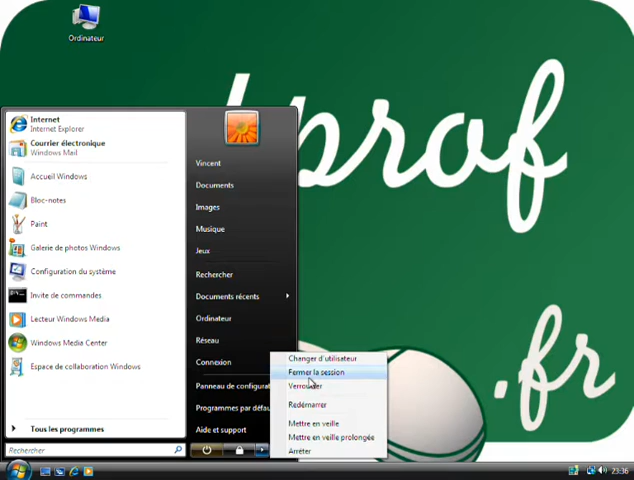 Ordinateur
prof
.fr
Internet
Internet Explorer
Courrier électronique
Windows Mail
Accueil Windows
Bloc-notes
Paint
Galerie de photos Windows
Configuration du système
Invite de commandes
Lecteur Windows Media
Windows Media Center
Espace de collaboration Windows
Tous les programmes
Rechercher
Vincent
Documents
Images
Musique
Jeux
Rechercher
Documents récents
Ordinateur
Réseau
Connexion
Panneau de configurat
Programmes par défau
Aide et support
Changer d'utilisateur
Fermer la session
Verrouiller
Redémarrer
Mettre en veille
Mettre en veille prolongée
Arrêter
23:36